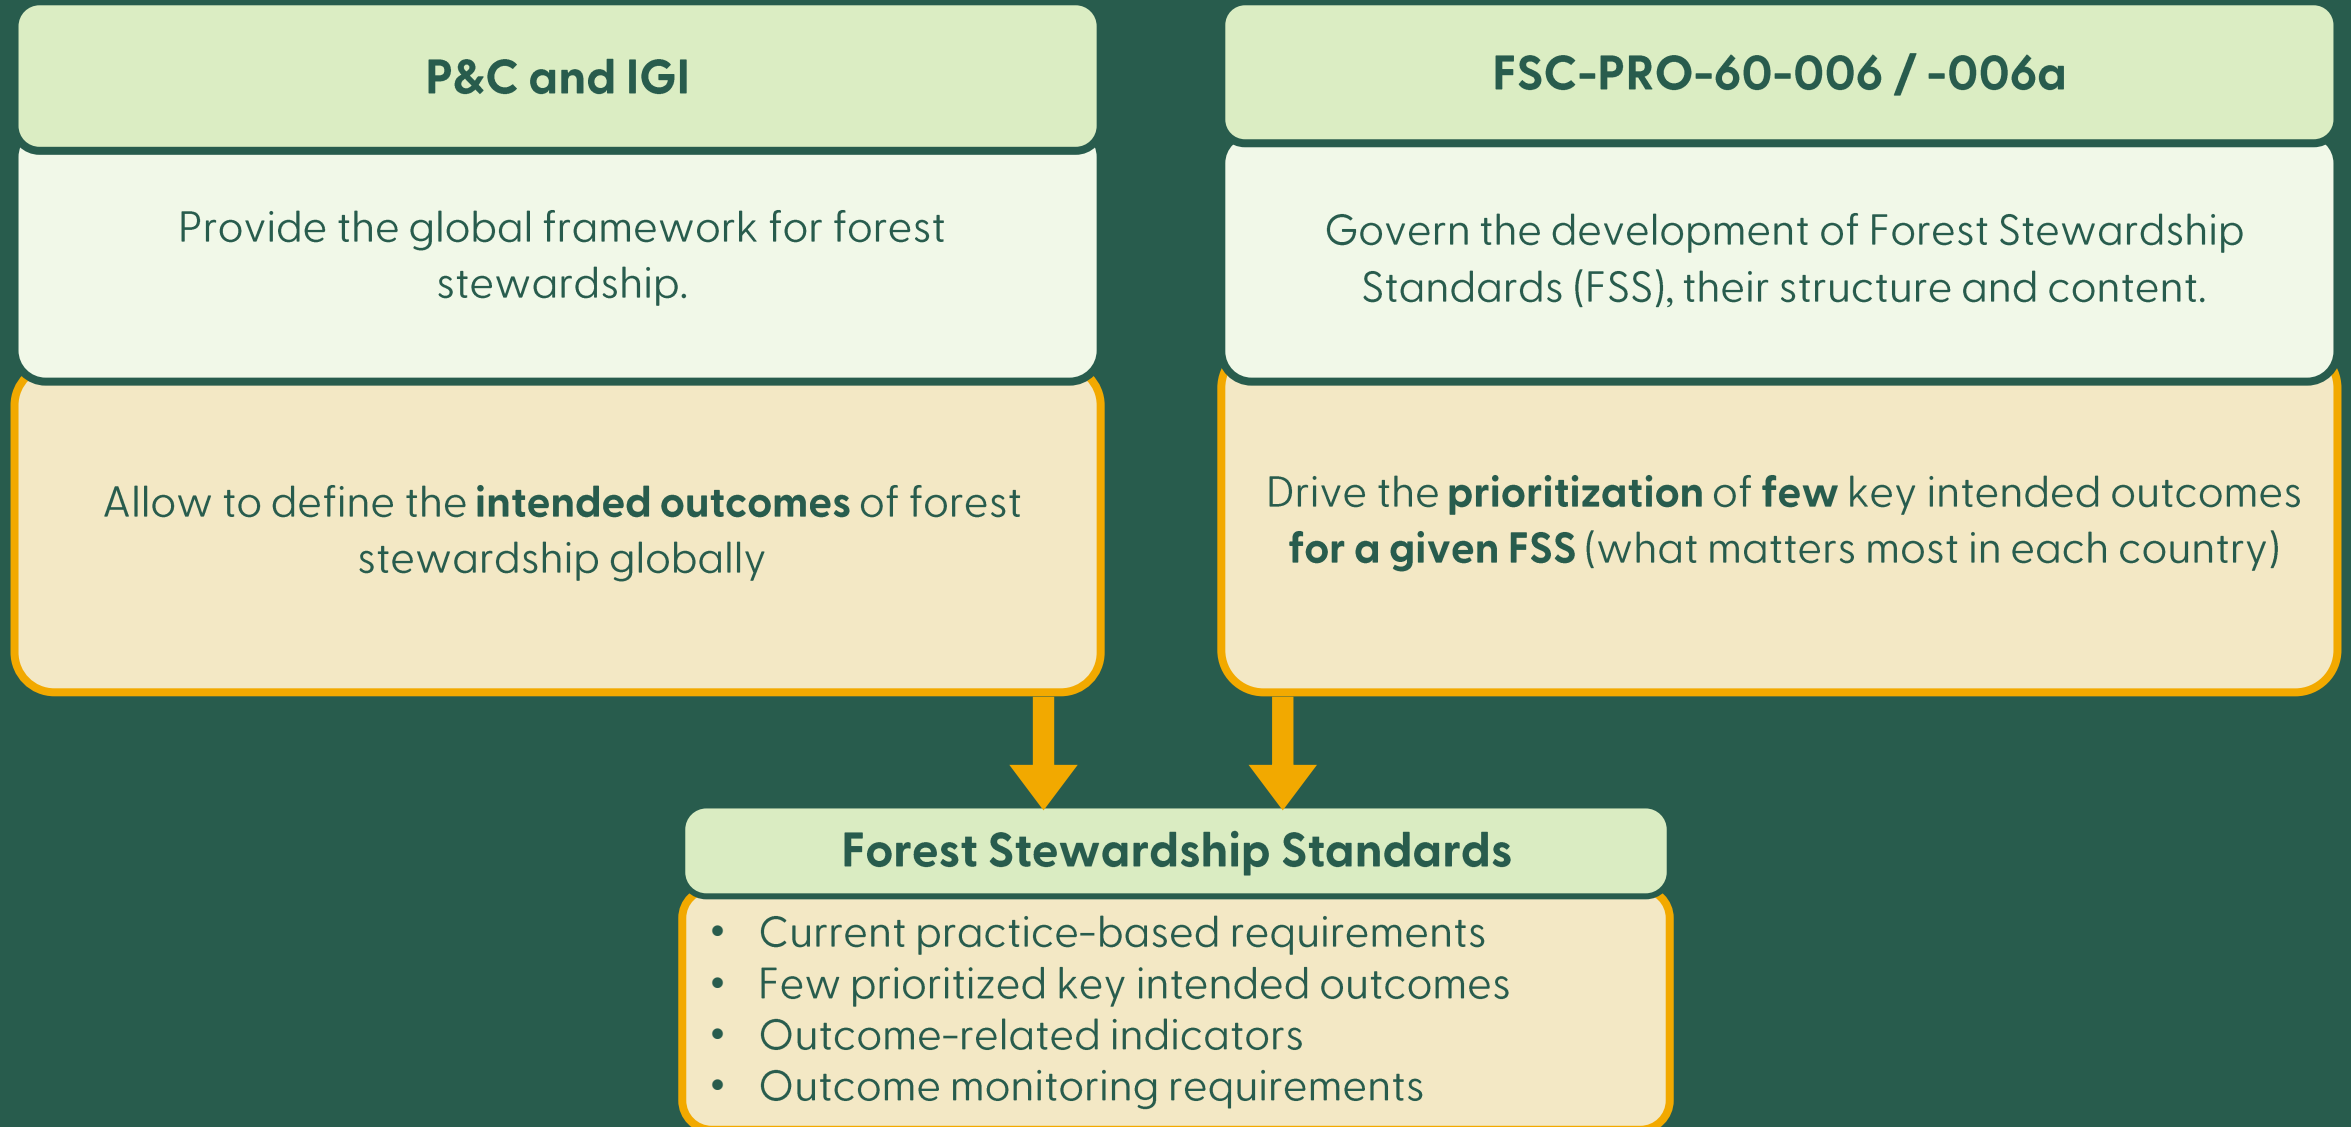 P&C and IGI
Provide the global framework for forest
stewardship.
Allow to define the intended outcomes of forest
stewardship globally
FSC-PRO-60-006 / -006a
Govern the development of Forest Stewardship
Standards (FSS), their structure and content.
Drive the prioritization of few key intended outcomes
for a given FSS (what matters most in each country)
Forest Stewardship Standards
• Current practice-based requirements
• Few prioritized key intended outcomes
• Outcome-related indicators
• Outcome monitoring requirements